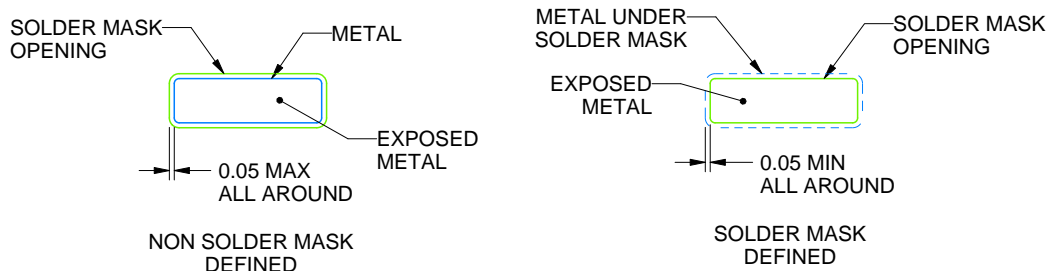 SOLDER MASK
OPENING
METAL
EXPOSED
METAL
0.05 MAX
ALL AROUND
NON SOLDER MASK
DEFINED
METAL UNDER
SOLDER MASK
SOLDER MASK
OPENING
EXPOSED
METAL
0.05 MIN
ALL AROUND
SOLDER MASK
DEFINED